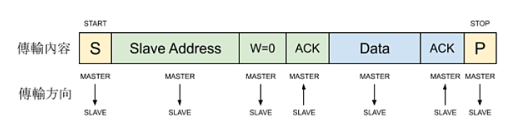 START STOP
傳輸內容 S Slave Address W=0 ACK Data ACK P
MASTER MASTER MASTER MASTER MASTER MASTER MASTER
傳輸方向
SLAVE SLAVE SLAVE SLAVE SLAVE SLAVE SLAVE